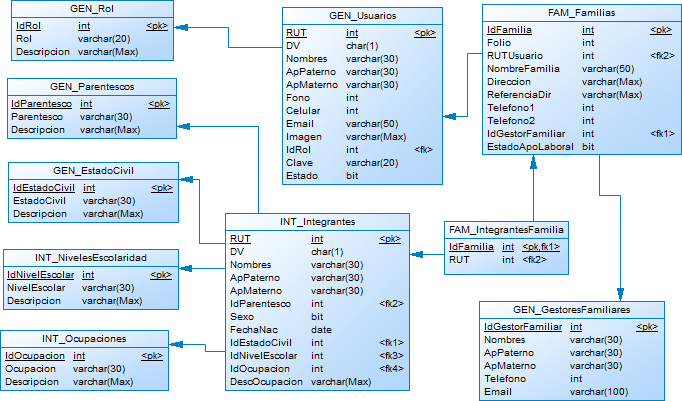 GEN_Rol
IdRol int <pk>
Rol varchar(20)
Descripcion varchar(Max)
GEN_Usuarios
RUT int <pk>
DV char(1)
Nombres varchar(30)
ApPaterno varchar(30)
ApMaterno varchar(30)
Fono int
Celular int
Email varchar(50)
Imagen varchar(Max)
IdRol int <fk>
Clave varchar(20)
Estado bit
FAM_Familias
IdFamilia int <pk>
Folio int
RUTUsuario int <fk2>
NombreFamilia varchar(50)
Direccion varchar(Max)
ReferenciaDir varchar(Max)
Telefono1 int
Telefono2 int
IdGestorFamiliar int <fk1>
EstadoApoLaboral bit
GEN_Parentescos
IdParentesco int <pk>
Parentesco varchar(30)
Descripcion varchar(Max)
GEN_EstadoCivil
IdEstadoCivil int <pk>
EstadoCivil varchar(30)
Descripcion varchar(Max)
INT_NivelesEscolaridad
IdNivelEscolar int <pk>
NivelEscolar varchar(30)
Descripcion varchar(Max)
INT_Ocupaciones
IdOcupacion int <pk>
Ocupacion varchar(30)
Descripcion varchar(Max)
INT_Integrantes
RUT int <pk>
DV char(1)
Nombres varchar(30)
ApPaterno varchar(30)
ApMaterno varchar(30)
IdParentesco int <fk2>
Sexo bit
FechaNac date
IdEstadoCivil int <fk1>
IdNivelEscolar int <fk3>
IdOcupacion int <fk4>
DescOcupacion varchar(Max)
FAM_IntegrantesFamilia
IdFamilia int <pk,fk1>
RUT int <fk2>
GEN_GestoresFamiliares
IdGestorFamiliar int <pk>
Nombres varchar(30)
ApPaterno varchar(30)
ApMaterno varchar(30)
Telefono int
Email varchar(100)